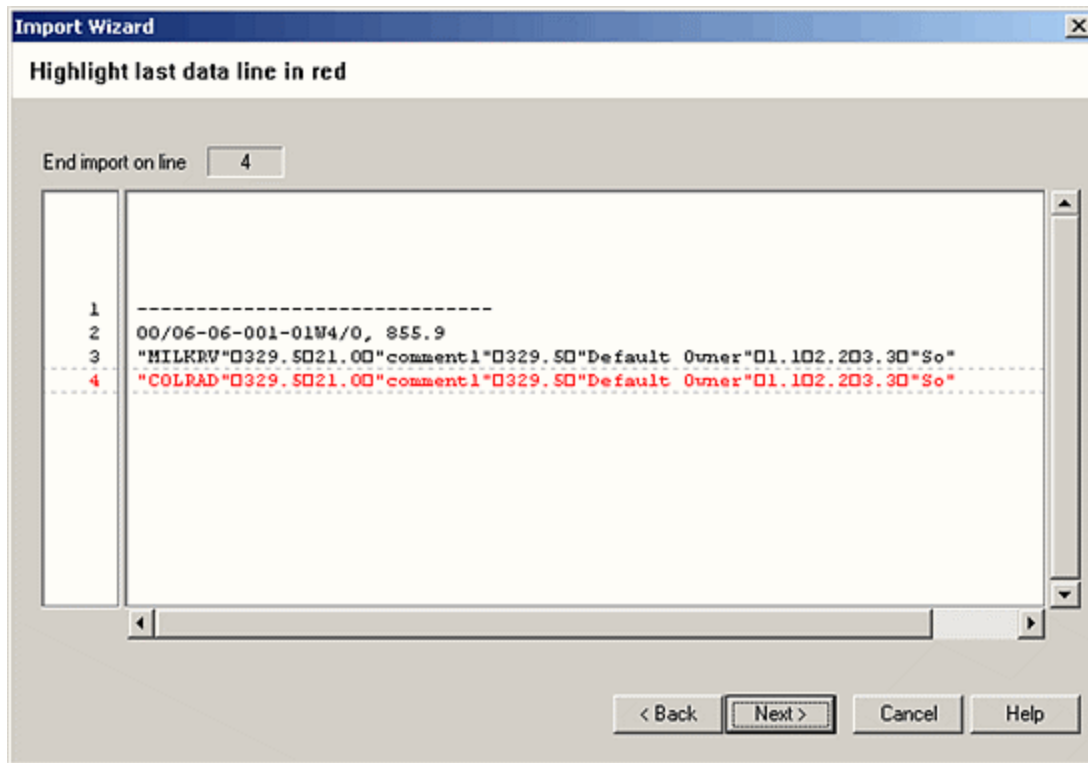 Import Wizard
Highlight last data line in red
End import on line 4
1 ------------------------------
2 00/06-06-001-01W4/0, 855.9
3 "MILKRV"□329.5□21.0□"comment1"□329.5□"Default Owner"□1.1□2.2□3.3□"So"
4 "COLRAD"□329.5□21.0□"comment1"□329.5□"Default Owner"□1.1□2.2□3.3□"So"
< Back Next > Cancel Help